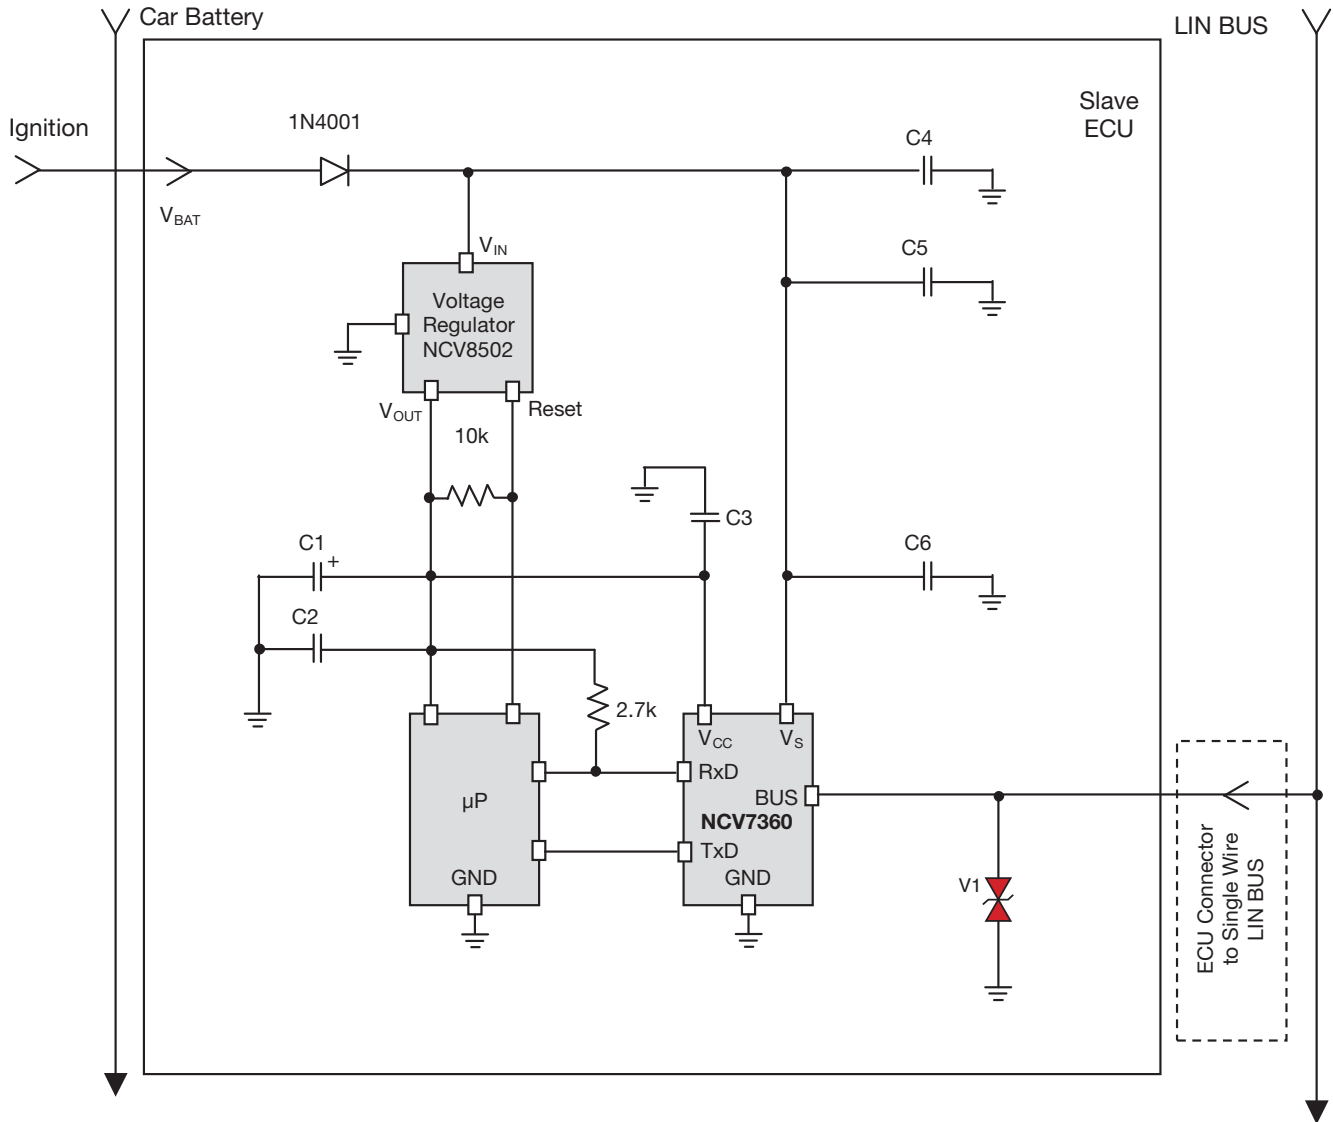 Car Battery
LIN BUS
Slave
ECU
Ignition
1N4001
C4
VBAT
VIN
C5
Voltage
Regulator
NCV8502
VOUT
Reset
10k
C3
C1
+
C6
C2
2.7k
VCC
VS
RxD
µP
BUS
NCV7360
TxD
GND
GND
V1
ECU Connector
to Single Wire
LIN BUS